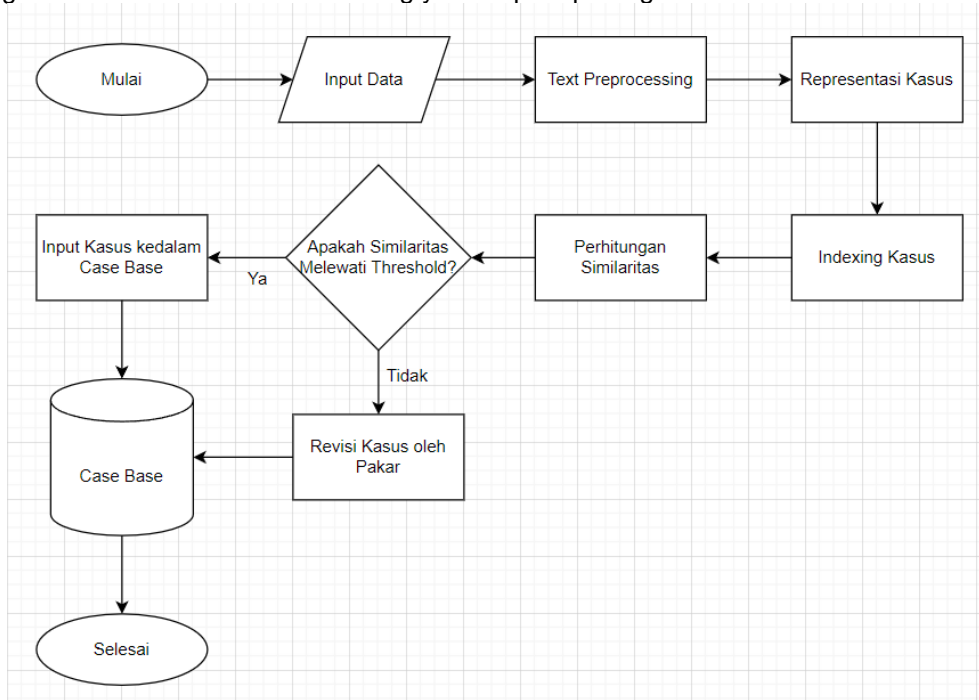 Mulai
Input Data
Text Preprocessing
Representasi Kasus
Input Kasus kedalam
Case Base
Ya
Apakah Similaritas
Melewati Threshold?
Perhitungan
Similaritas
Indexing Kasus
Tidak
Revisi Kasus oleh
Pakar
Case Base
Selesai